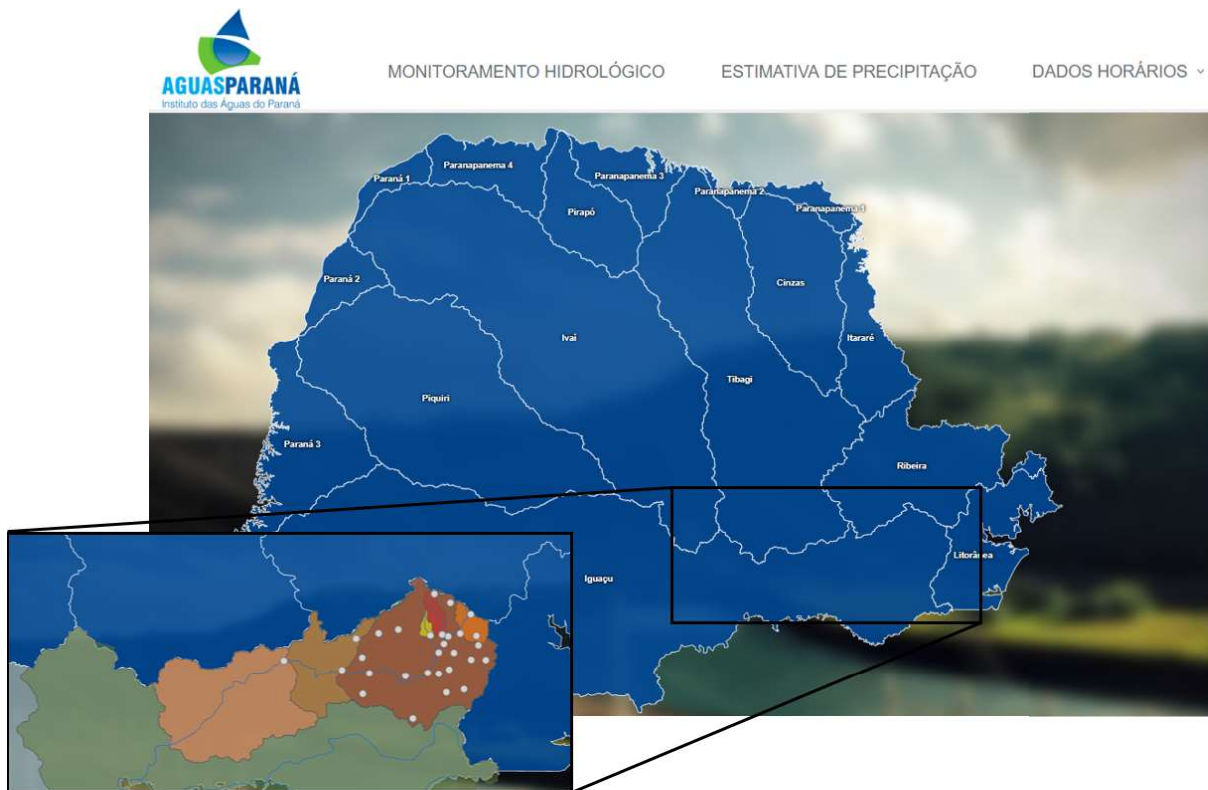 AGUASPARANÁ
Instituto das Águas do Paraná
MONITORAMENTO HIDROLÓGICO
ESTIMATIVA DE PRECIPITAÇÃO
DADOS HORÁRIOS
Paranapanema 4
Paraná 1
Paranapanema 3
Paranapanema 2
Paranapanema 1
Pirapó
Paraná 2
Cinzas
Ivaí
Itararé
Tibagi
Piquiri
Paraná 3
Ribeira
Litorânea
Iguaçu